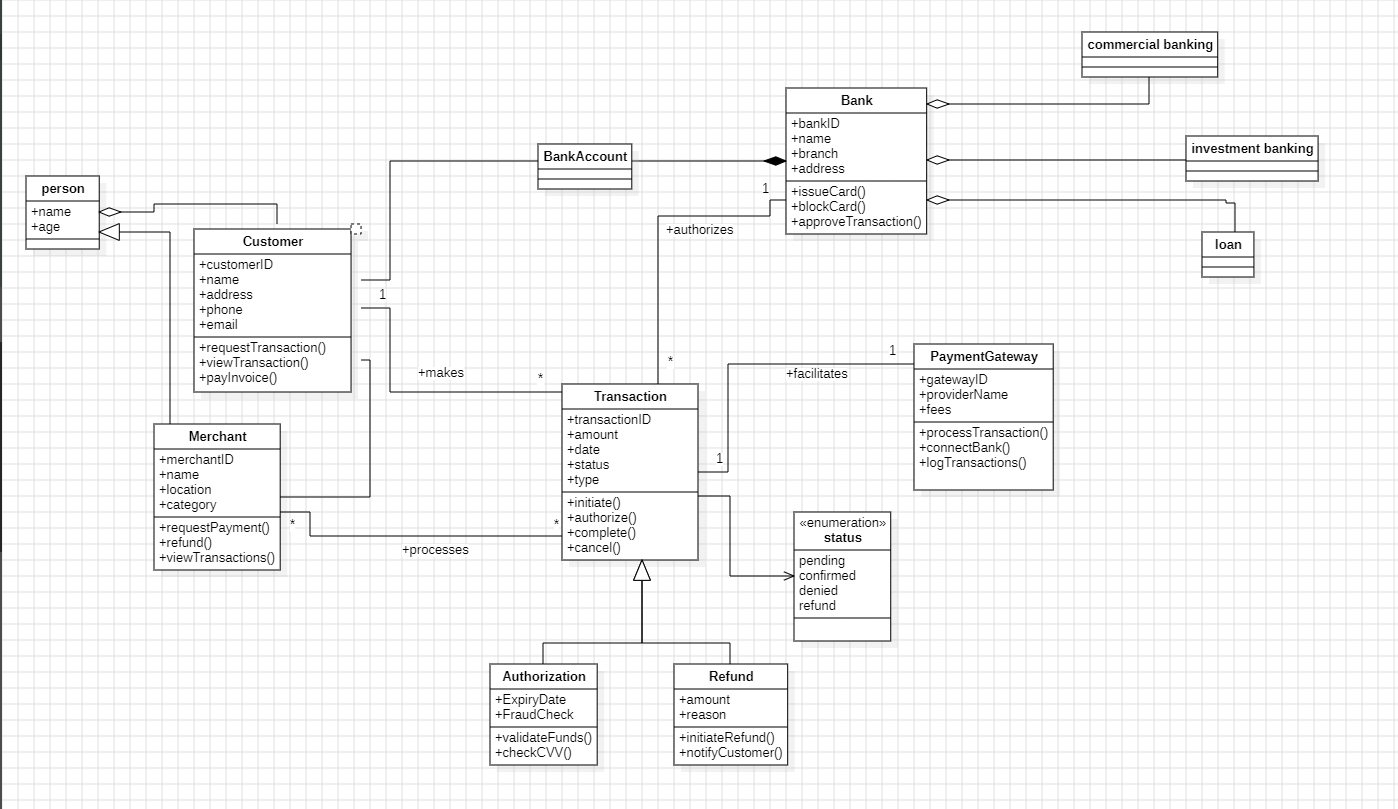 commercial banking
Bank
+bankID
+name
+branch
+address
+issueCard()
+blockCard()
+approveTransaction()
investment banking
loan
BankAccount
person
+name
+age
1
+authorizes
*
Customer
+customerID
+name
+address
+phone
+email
+requestTransaction()
+viewTransaction()
+payInvoice()
1
+makes
*
1
+facilitates
1
PaymentGateway
+gatewayID
+providerName
+fees
+processTransaction()
+connectBank()
+logTransactions()
Transaction
+transactionID
+amount
+date
+status
+type
+initiate()
+authorize()
+complete()
+cancel()
Merchant
+merchantID
+name
+location
+category
+requestPayment()
+refund()
+viewTransactions()
*
+processes
*
«enumeration»
status
pending
confirmed
denied
refund
Authorization
+ExpiryDate
+FraudCheck
+validateFunds()
+checkCVV()
Refund
+amount
+reason
+initiateRefund()
+notifyCustomer()